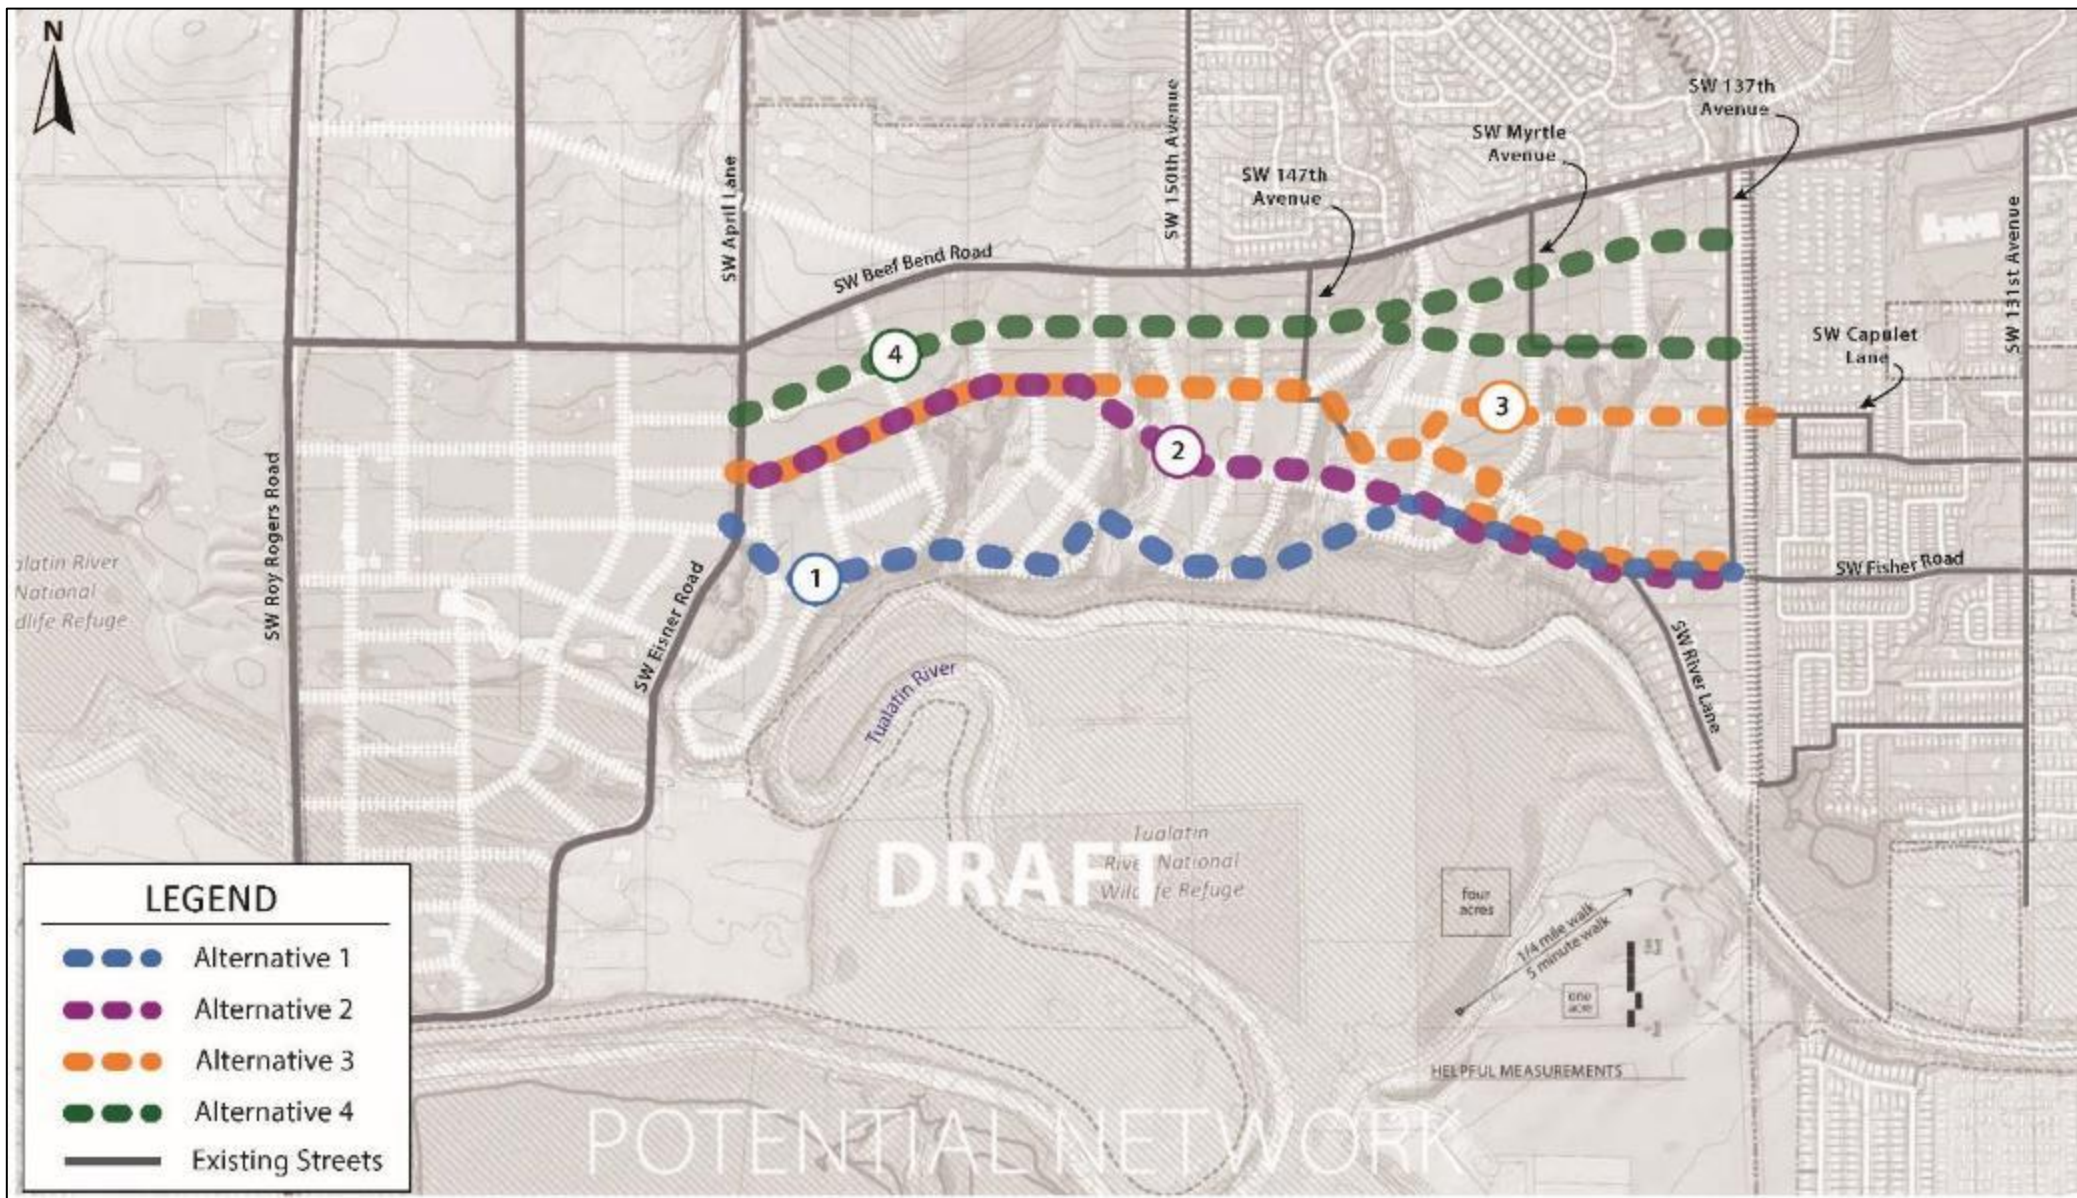 N
SW 137th
Avenue
SW Myrtle
Avenue
SW 147th
Avenue
SW 150th Avenue
SW April Lane
SW Beef Bend Road
SW 131st Avenue
SW Capulet
Lane
4
3
2
1
SW Roy Rogers Road
SW Eisner Road
SW Fisher Road
SW River Lane
Tualatin River
alatin River
National
dlife Refuge
DRAFT
Tualatin
River National
Wildlife Refuge
four
acres
1/4 mile walk
5 minute walk
one
acre
HELPFUL MEASUREMENTS
POTENTIAL NETWORK
LEGEND
Alternative 1
Alternative 2
Alternative 3
Alternative 4
Existing Streets